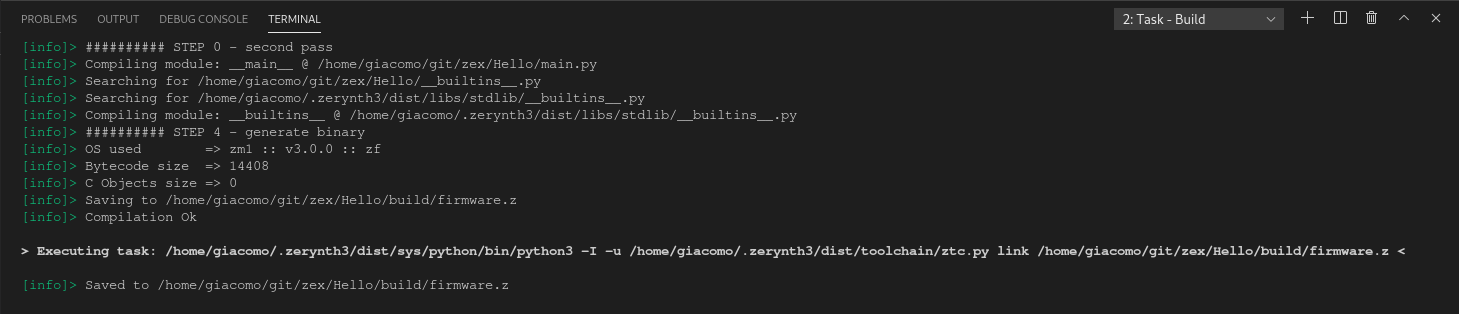 PROBLEMS OUTPUT DEBUG CONSOLE TERMINAL 2: Task - Build
[info]> ########## STEP 0 - second pass
[info]> Compiling module: __main__ @ /home/giacomo/git/zex/Hello/main.py
[info]> Searching for /home/giacomo/git/zex/Hello/__builtins__.py
[info]> Searching for /home/giacomo/.zerynth3/dist/libs/stdlib/__builtins__.py
[info]> Compiling module: __builtins__ @ /home/giacomo/.zerynth3/dist/libs/stdlib/__builtins__.py
[info]> ########## STEP 4 - generate binary
[info]> OS used        => zm1 :: v3.0.0 :: zf
[info]> Bytecode size  => 14408
[info]> C Objects size => 0
[info]> Saving to /home/giacomo/git/zex/Hello/build/firmware.z
[info]> Compilation Ok
> Executing task: /home/giacomo/.zerynth3/dist/sys/python/bin/python3 -I -u /home/giacomo/.zerynth3/dist/toolchain/ztc.py link /home/giacomo/git/zex/Hello/build/firmware.z <
[info]> Saved to /home/giacomo/git/zex/Hello/build/firmware.z